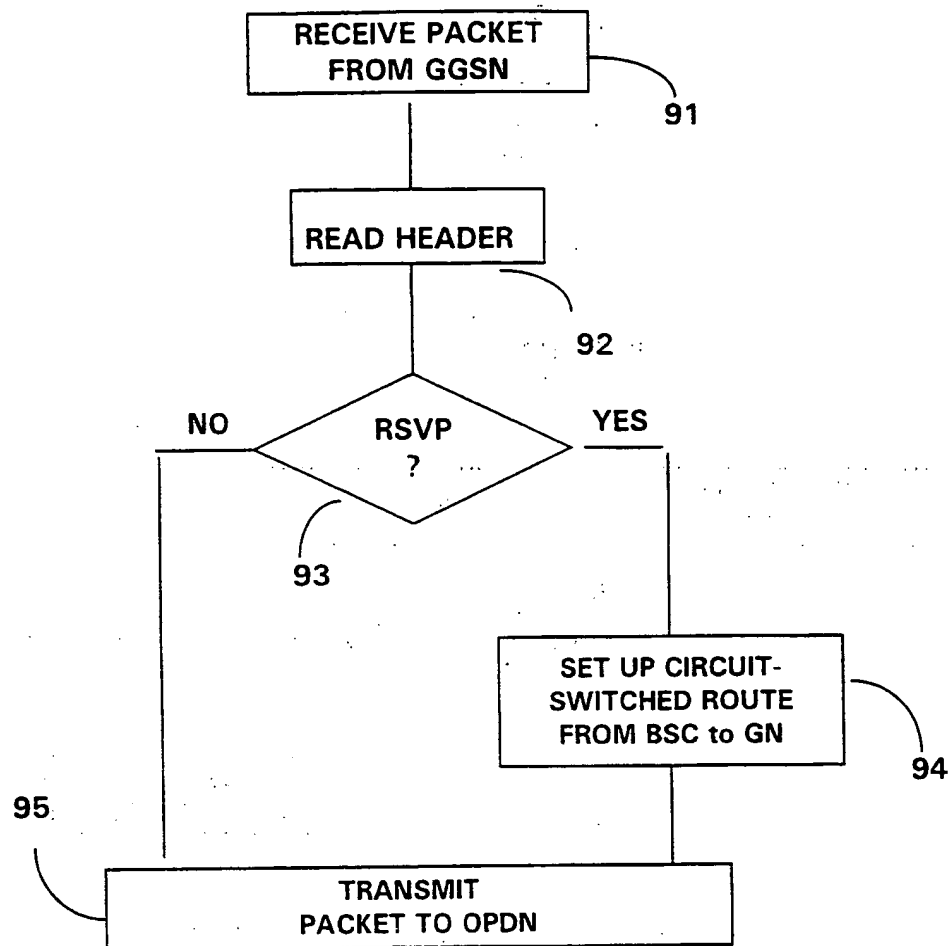 RECEIVE PACKET
FROM GGSN
91
READ HEADER
92
NO
RSVP
?
YES
93
SET UP CIRCUIT-
SWITCHED ROUTE
FROM BSC to GN
94
95
TRANSMIT
PACKET TO OPDN